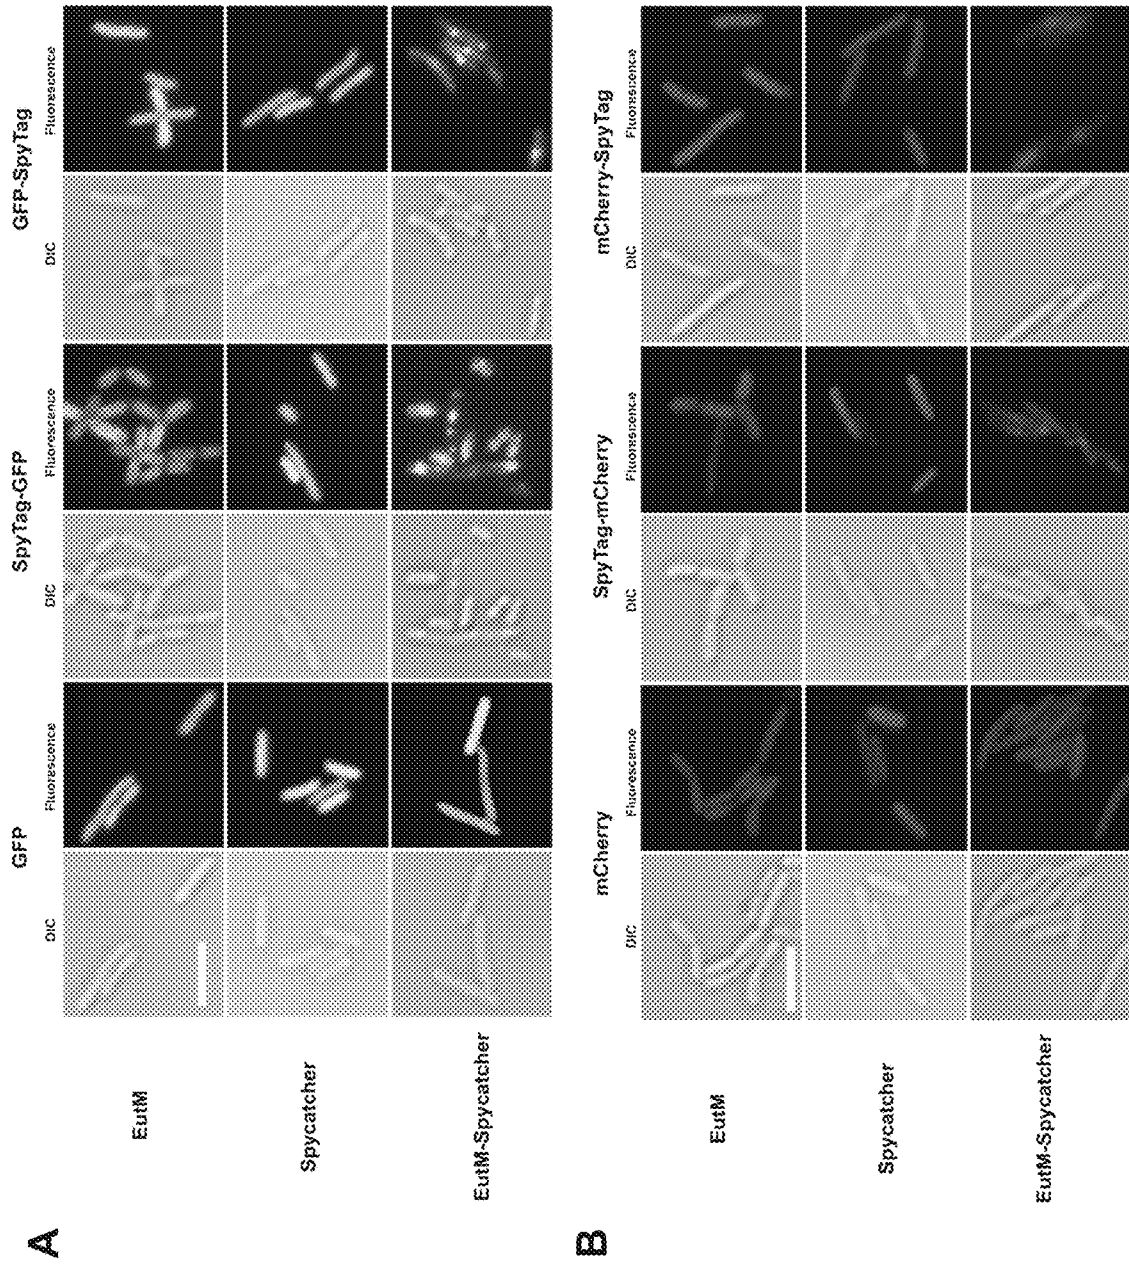 A
GFP
SpyTag-GFP
GFP-SpyTag
DIC
Fluorescence
DIC
Fluorescence
DIC
Fluorescence
EutM
Spycatcher
EutM-Spycatcher
B
mCherry
SpyTag-mCherry
mCherry-SpyTag
DIC
Fluorescence
DIC
Fluorescence
DIC
Fluorescence
EutM
Spycatcher
EutM-Spycatcher